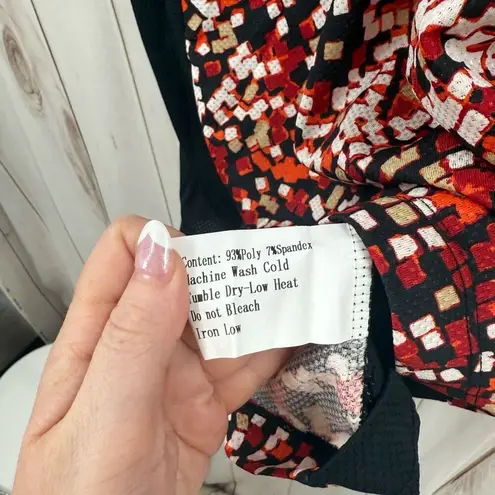 Content: 93%Poly 7%Spandex
Machine Wash Cold
Tumble Dry-Low Heat
Do not Bleach
Iron Low